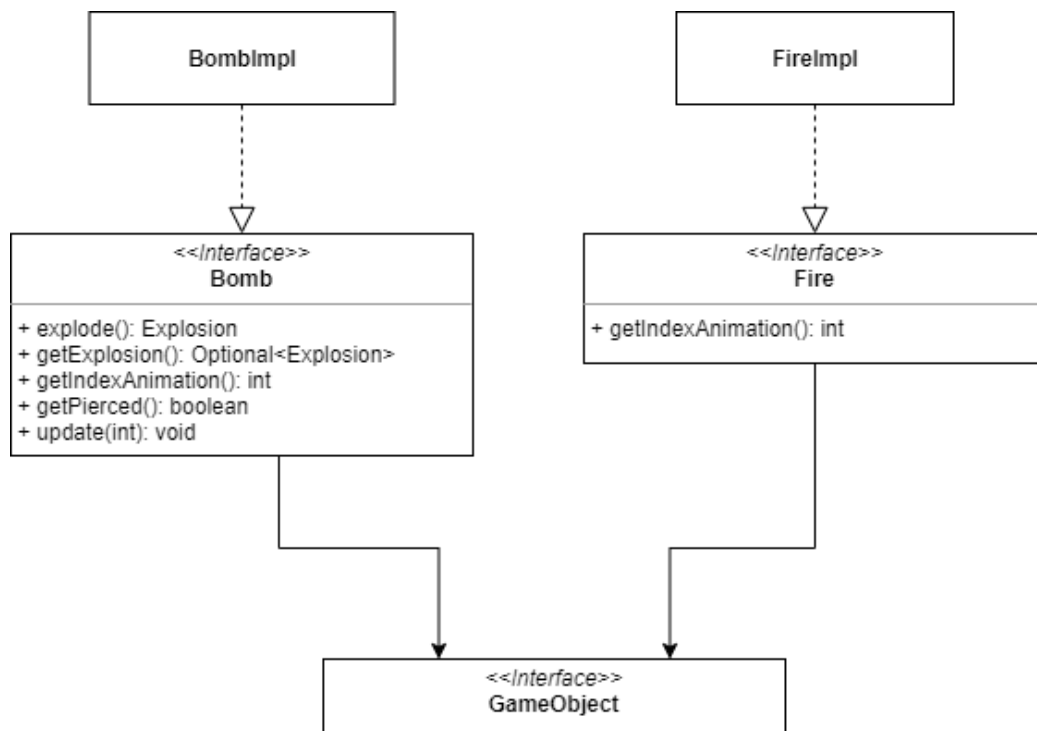 BombImpl
FireImpl
<<Interface>>
Bomb
+ explode(): Explosion
+ getExplosion(): Optional<Explosion>
+ getIndexAnimation(): int
+ getPierced(): boolean
+ update(int): void
<<Interface>>
Fire
+ getIndexAnimation(): int
<<Interface>>
GameObject